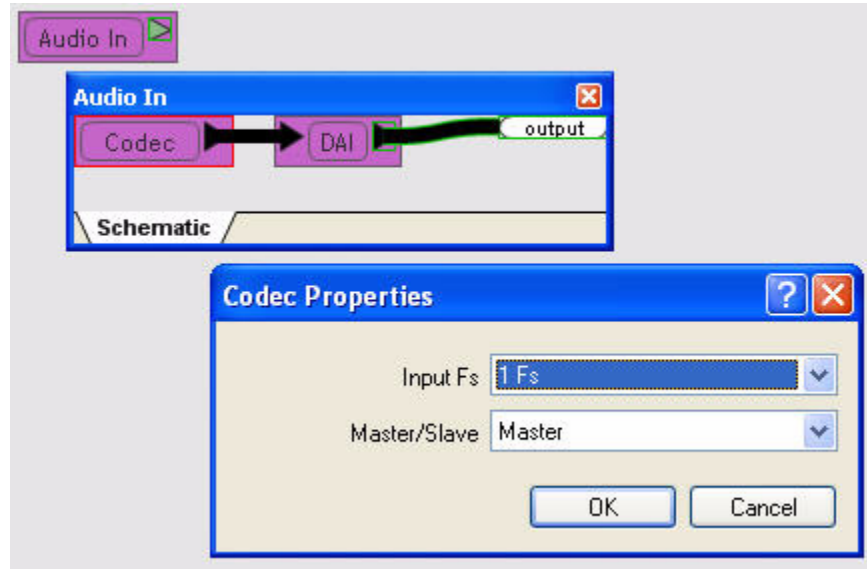 Audio In
Audio In
Codec
DAI
output
Schematic
Codec Properties
?
Input Fs 1 Fs
Master/Slave Master
OK Cancel